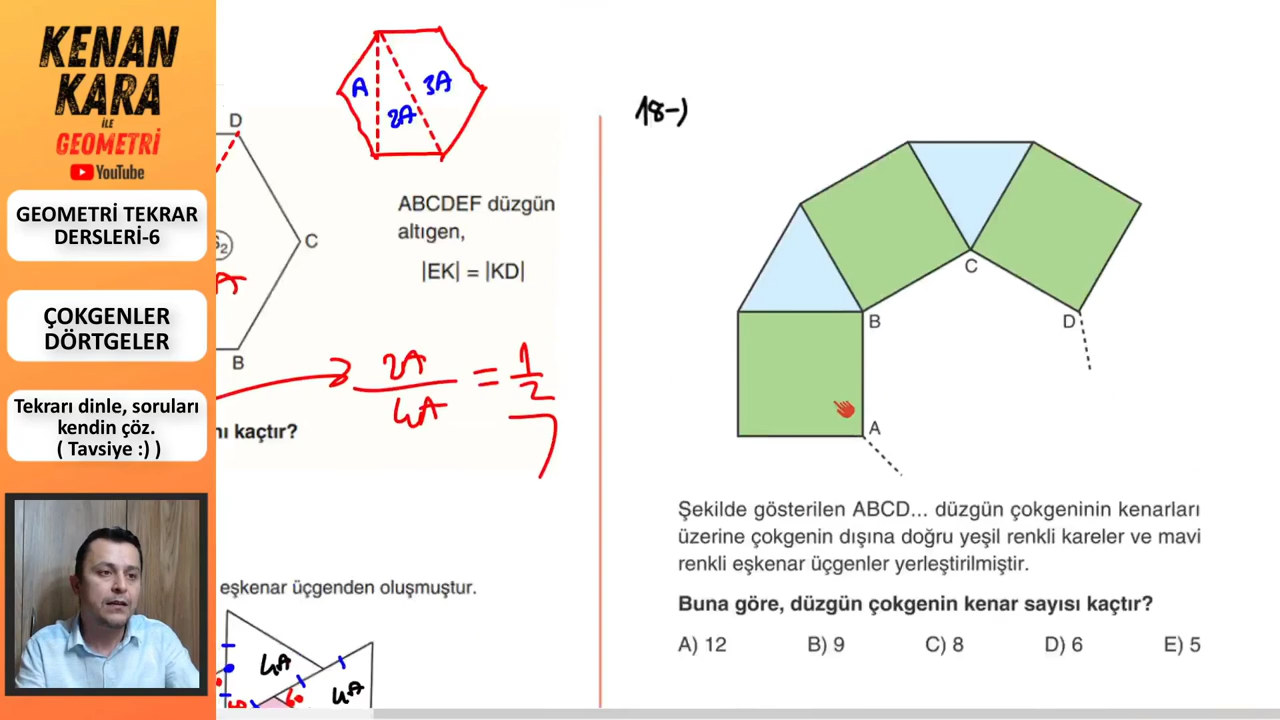 KENAN
KARA
İLE
GEOMETRİ
YouTube
GEOMETRİ TEKRAR
DERSLERİ-6
ÇOKGENLER
DÖRTGELER
Tekrarı dinle, soruları
kendin çöz.
( Tavsiye :) )
A
2A
3A
D
C
B
ABCDEF düzgün
altıgen,
|EK| = |KD|
2A
4A
= 1
2
nı kaçtır?
eşkenar üçgenden oluşmuştur.
4A
4A
60
18-)
B
C
D
A
Şekilde gösterilen ABCD... düzgün çokgeninin kenarları
üzerine çokgenin dışına doğru yeşil renkli kareler ve mavi
renkli eşkenar üçgenler yerleştirilmiştir.
Buna göre, düzgün çokgenin kenar sayısı kaçtır?
A) 12 B) 9 C) 8 D) 6 E) 5